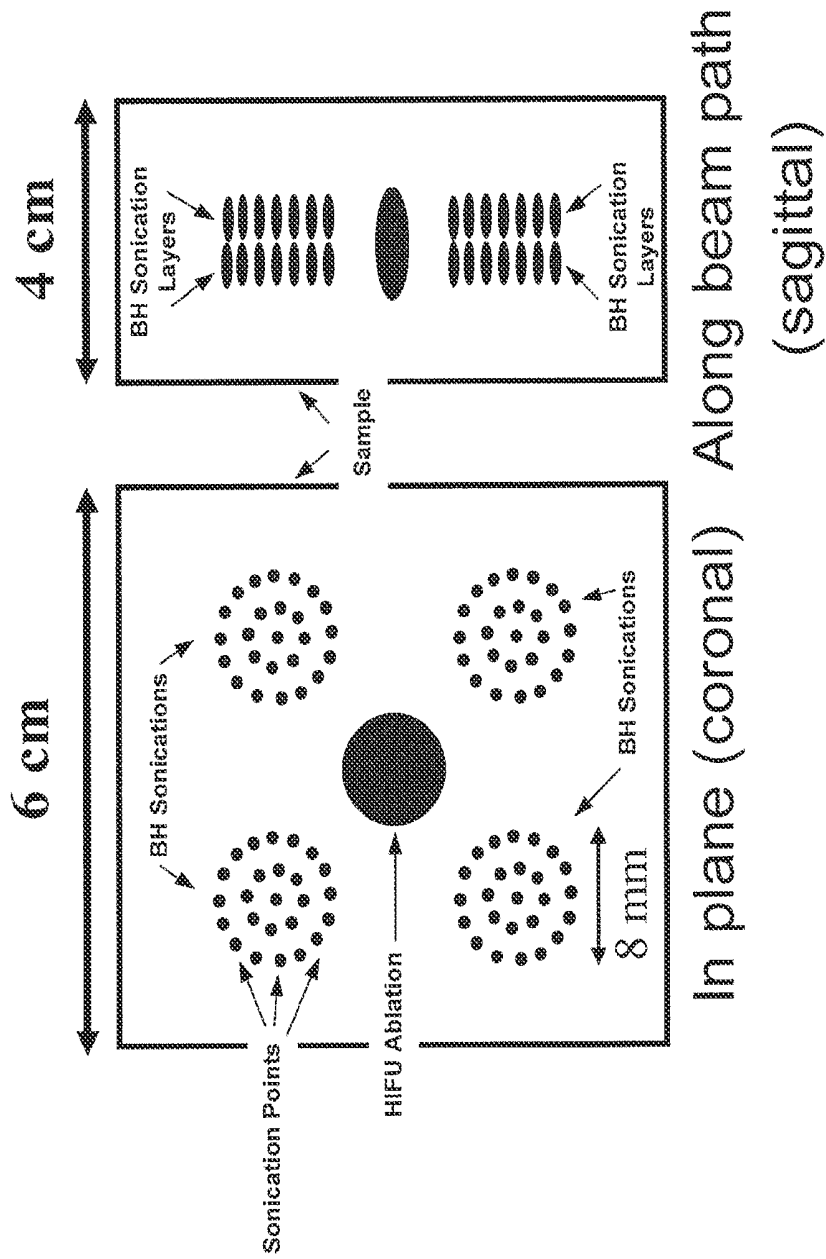 6 cm
4 cm
BH Sonications
BH Sonication
Layers
Sonication Points
HIFU Ablation
Sample
8 mm
BH Sonications
BH Sonication
Layers
In plane (coronal)
Along beam path
(sagittal)